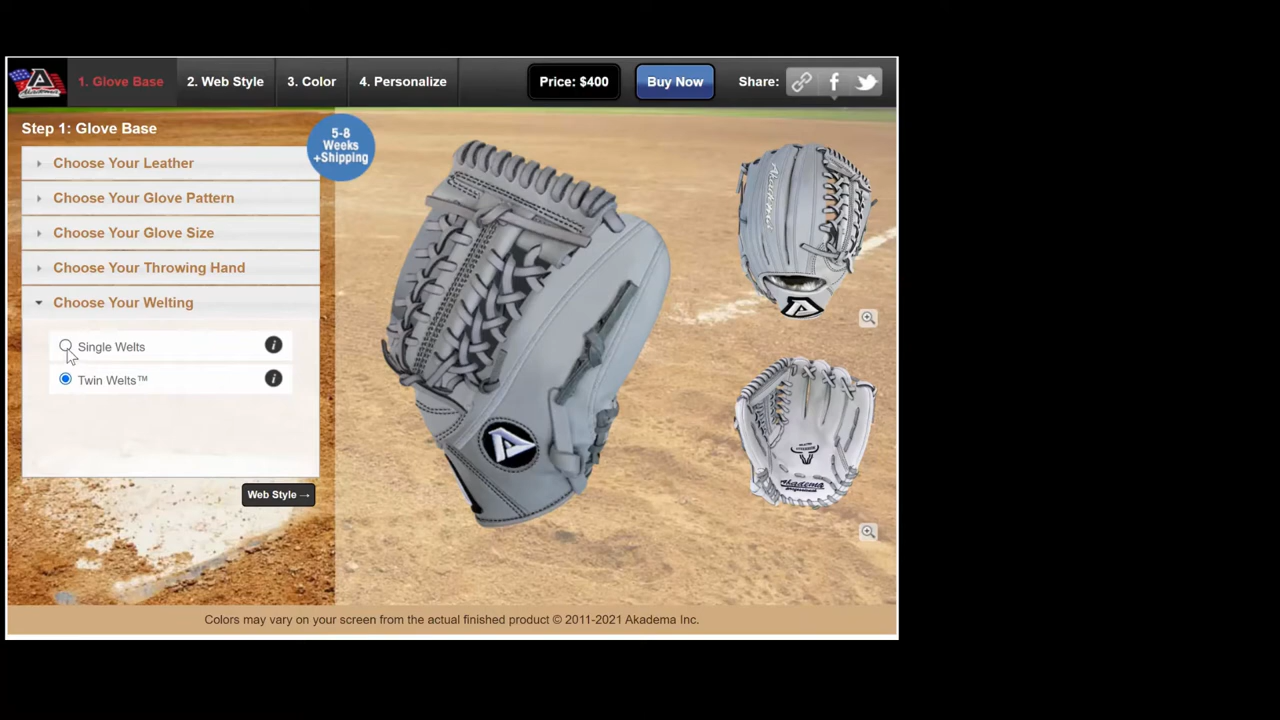 1. Glove Base
2. Web Style
3. Color
4. Personalize
Price: $400
Buy Now
Share:
Step 1: Glove Base
5-8
Weeks
+Shipping
Choose Your Leather
Choose Your Glove Pattern
Choose Your Glove Size
Choose Your Throwing Hand
Choose Your Welting
Single Welts
Twin Welts™
Web Style →
Akadema
Akadema
Colors may vary on your screen from the actual finished product © 2011-2021 Akadema Inc.